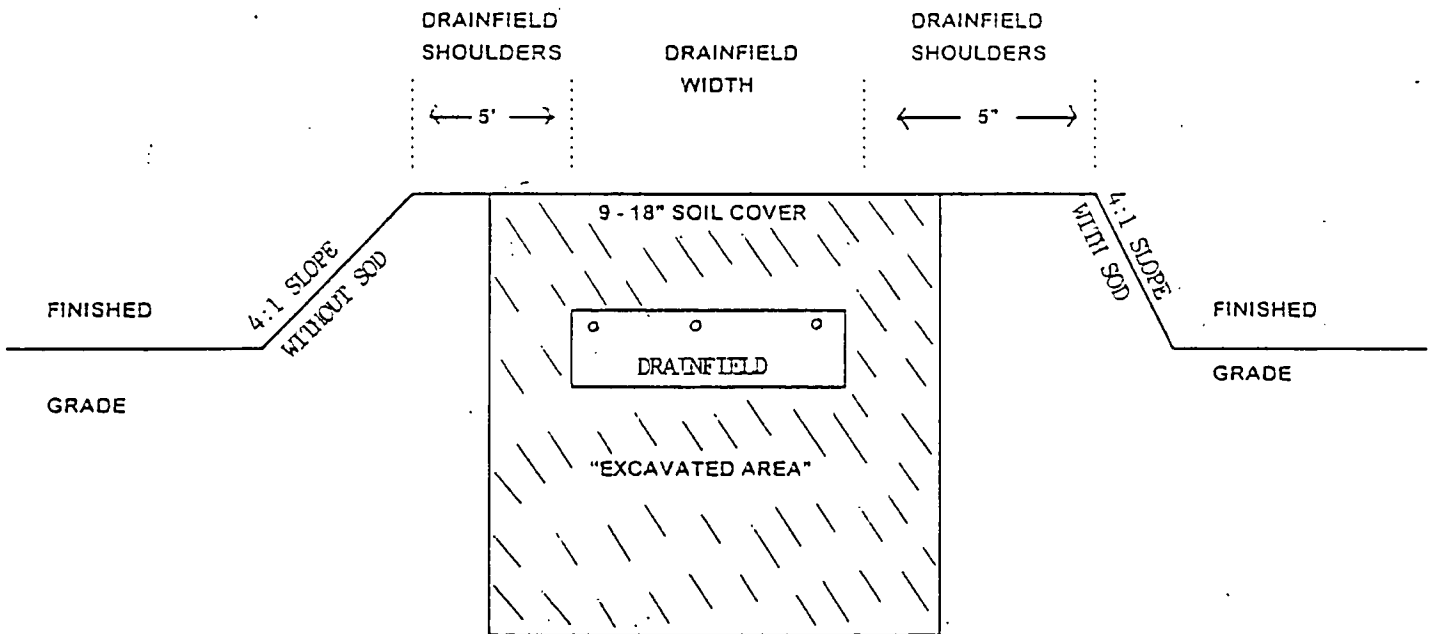 DRAINFIELD
SHOULDERS
DRAINFIELD
WIDTH
DRAINFIELD
SHOULDERS
5'
5"
9 - 18" SOIL COVER
4:1 SLOPE
WITHOUT SOD
4:1 SLOPE
WITH SOD
FINISHED
GRADE
DRAINFIELD
"EXCAVATED AREA"
FINISHED
GRADE